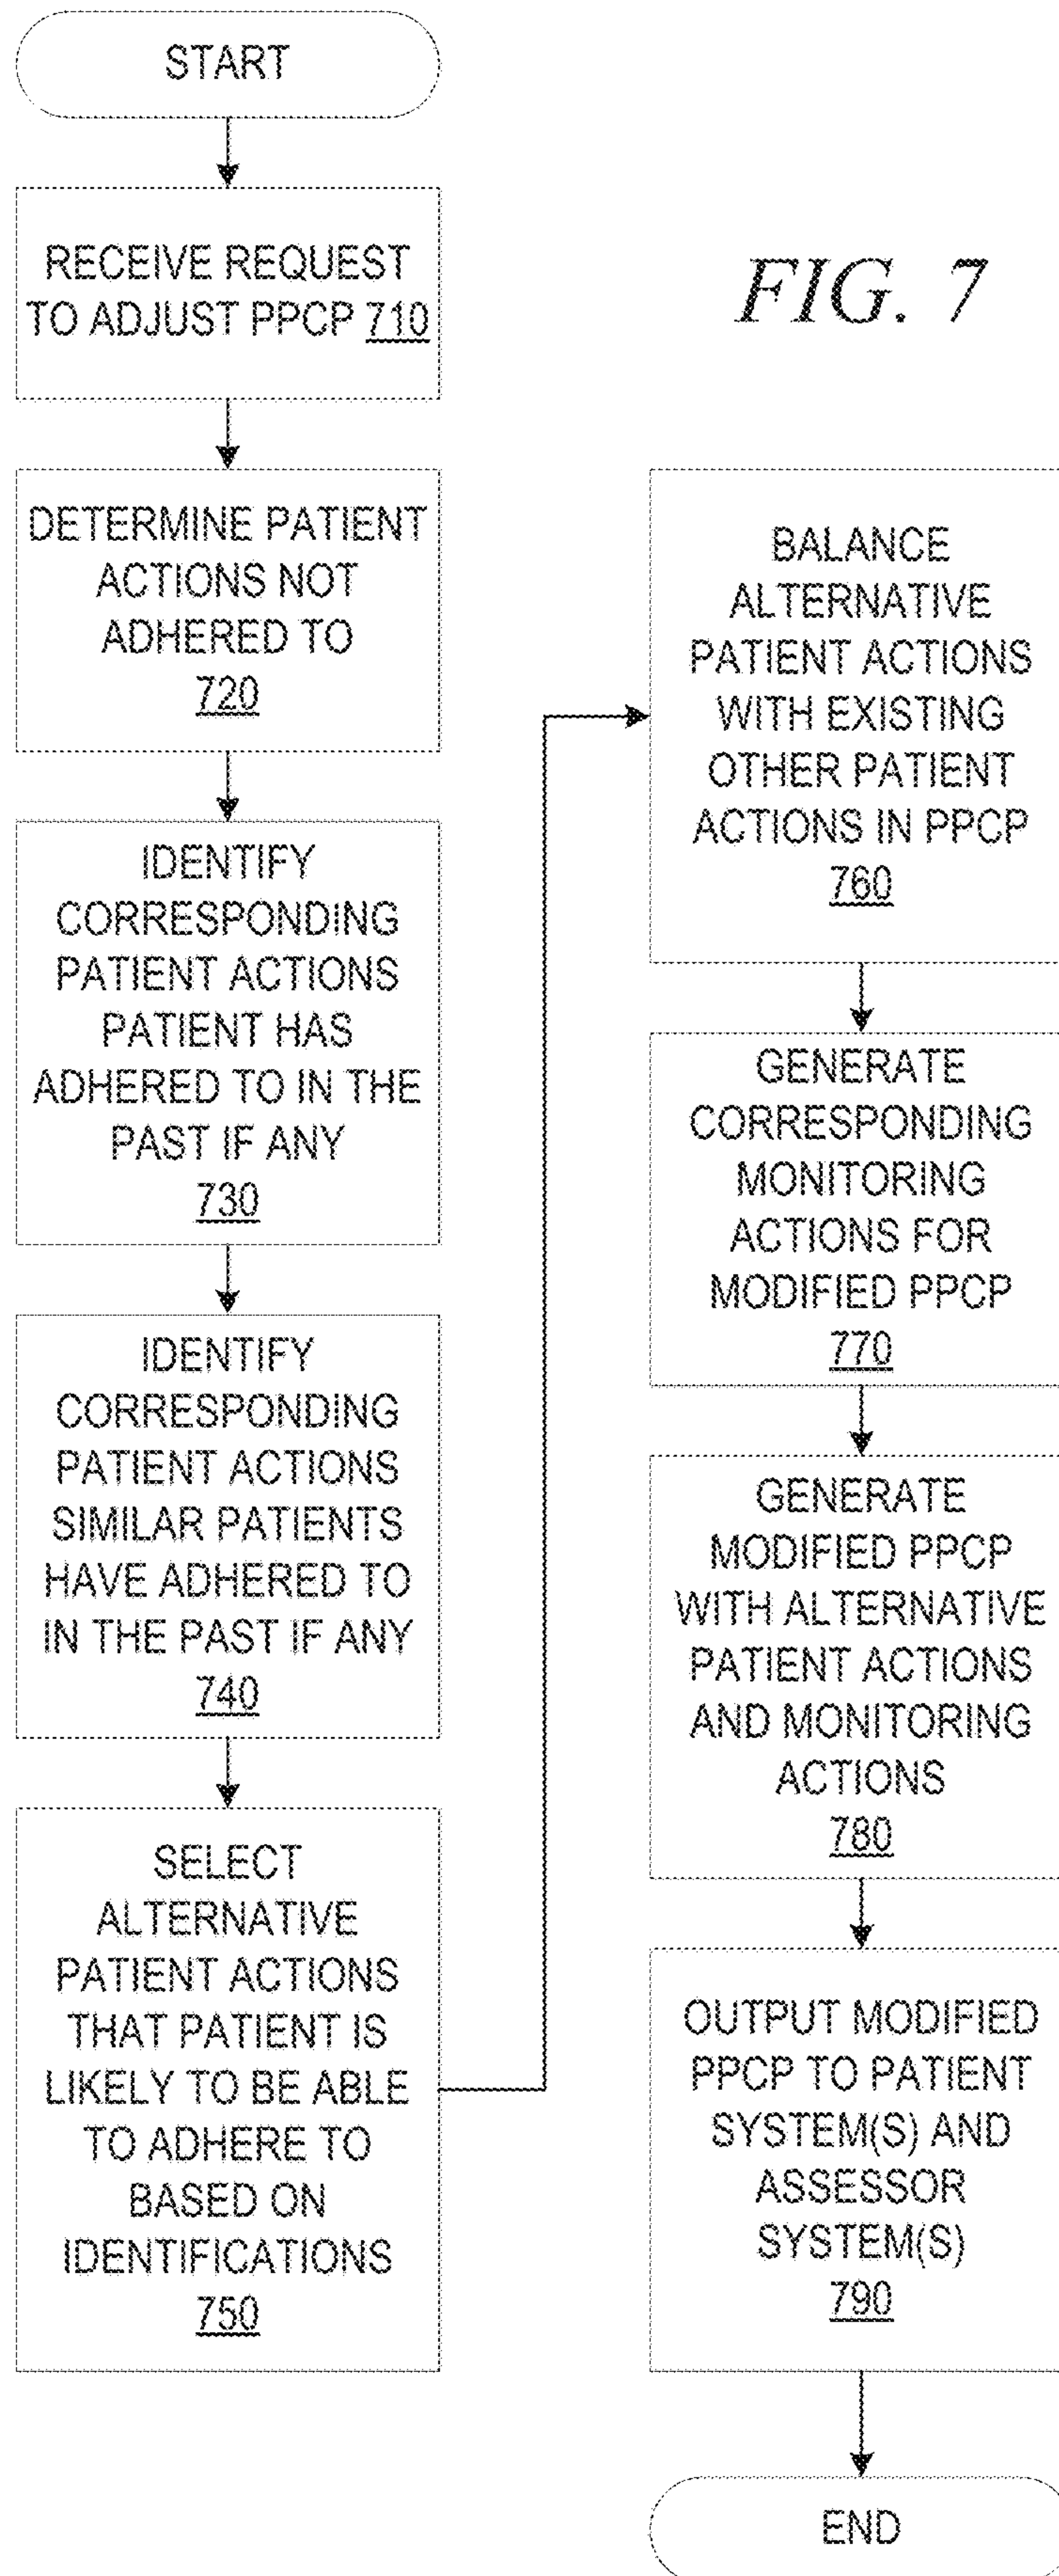 START
RECEIVE REQUEST
TO ADJUST PPCP 710
DETERMINE PATIENT
ACTIONS NOT
ADHERED TO
720
IDENTIFY
CORRESPONDING
PATIENT ACTIONS
PATIENT HAS
ADHERED TO IN THE
PAST IF ANY
730
IDENTIFY
CORRESPONDING
PATIENT ACTIONS
SIMILAR PATIENTS
HAVE ADHERED TO
IN THE PAST IF ANY
740
SELECT
ALTERNATIVE
PATIENT ACTIONS
THAT PATIENT IS
LIKELY TO BE ABLE
TO ADHERE TO
BASED ON
IDENTIFICATIONS
750
FIG. 7
BALANCE
ALTERNATIVE
PATIENT ACTIONS
WITH EXISTING
OTHER PATIENT
ACTIONS IN PPCP
760
GENERATE
CORRESPONDING
MONITORING
ACTIONS FOR
MODIFIED PPCP
770
GENERATE
MODIFIED PPCP
WITH ALTERNATIVE
PATIENT ACTIONS
AND MONITORING
ACTIONS
780
OUTPUT MODIFIED
PPCP TO PATIENT
SYSTEM(S) AND
ASSESSOR
SYSTEM(S)
790
END